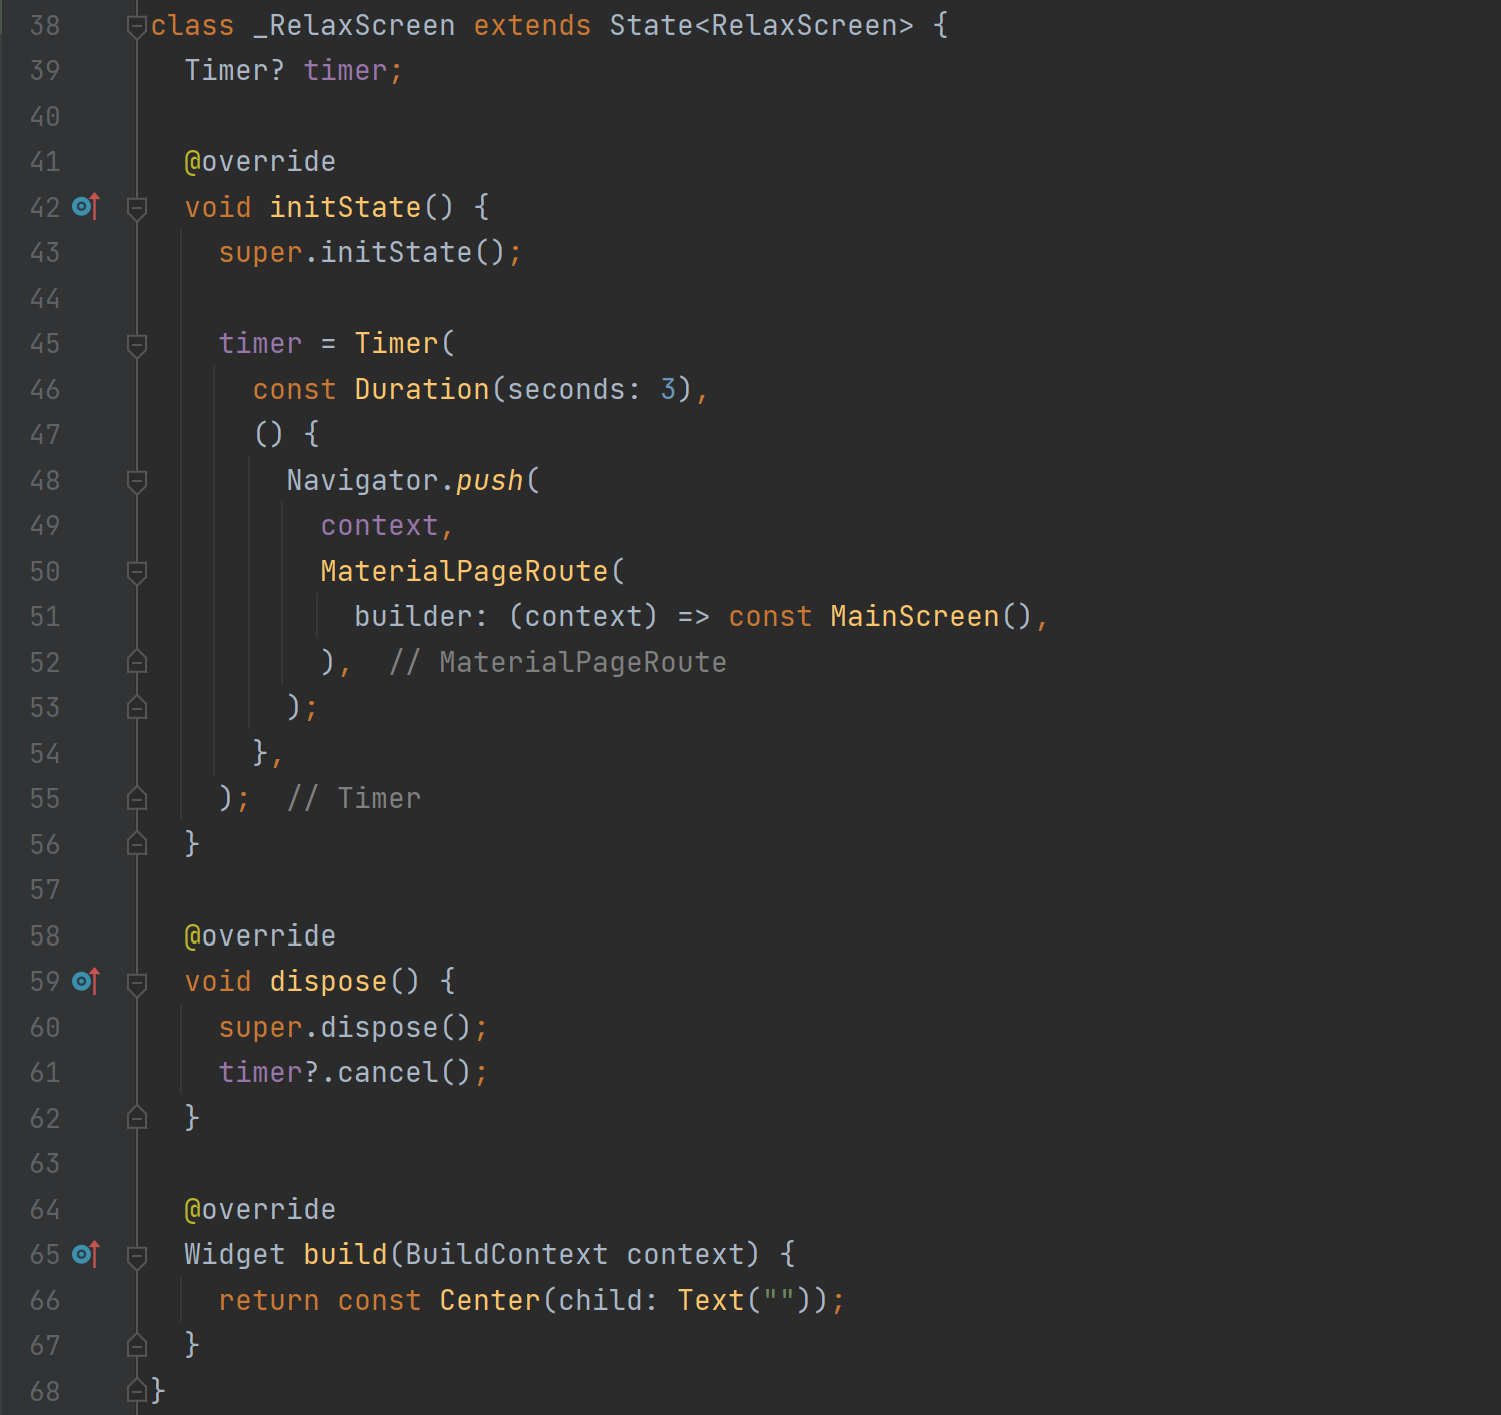 38 class _RelaxScreen extends State<RelaxScreen> {
39   Timer? timer;
40
41   @override
42   void initState() {
43     super.initState();
44
45     timer = Timer(
46       const Duration(seconds: 3),
47       () {
48         Navigator.push(
49           context,
50           MaterialPageRoute(
51             builder: (context) => const MainScreen(),
52           ),  // MaterialPageRoute
53         );
54       },
55     );  // Timer
56   }
57
58   @override
59   void dispose() {
60     super.dispose();
61     timer?.cancel();
62   }
63
64   @override
65   Widget build(BuildContext context) {
66     return const Center(child: Text(""));
67   }
68 }